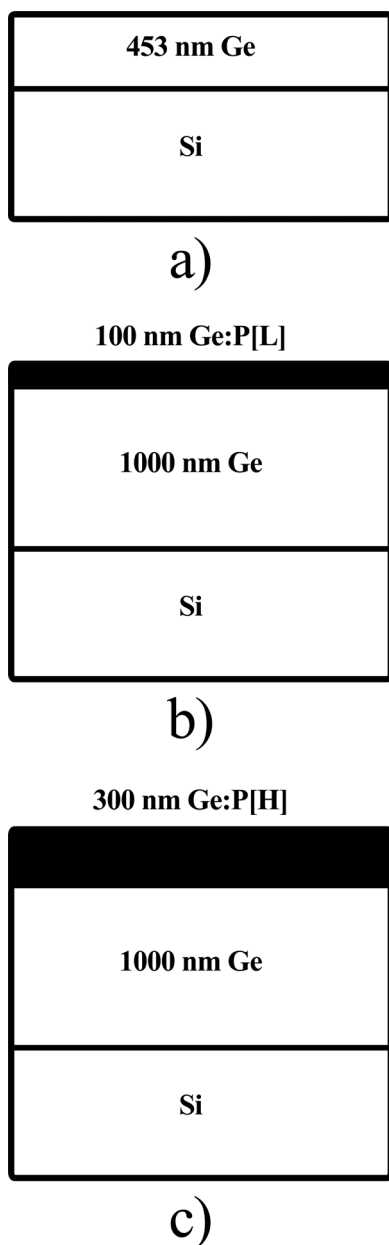 453 nm Ge
Si
a)
100 nm Ge:P[L]
1000 nm Ge
Si
b)
300 nm Ge:P[H]
1000 nm Ge
Si
c)